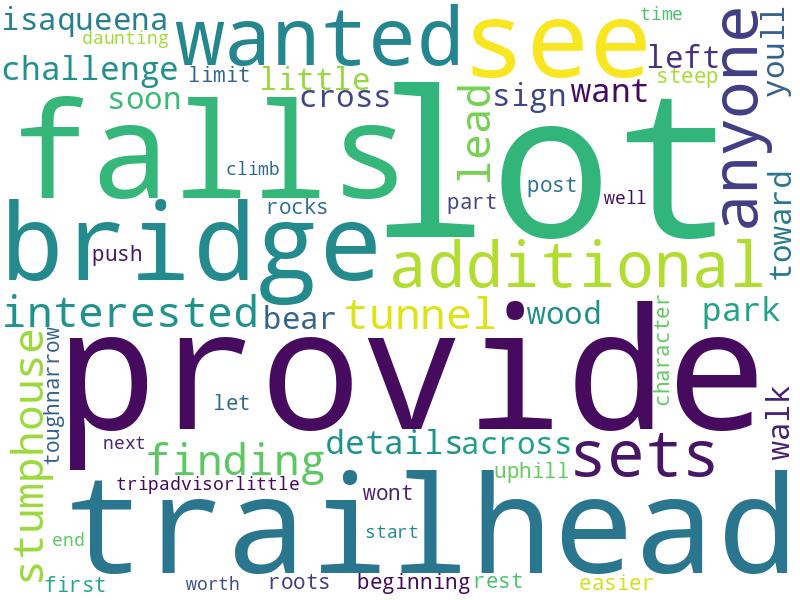 isaqueena
daunting
wanted
see
time
youll
challenge
limit
little
left
steep
anyone
soon
cross
sign
want
lead
falls
lot
climb
post
rocks
part
well
toward
bridge
push
additional
interested
bear
tunnel
wood
park
character
provide
stumphouse
toughnarrow
let
walk
next
finding
details
across
sets
uphill
tripadvisorlittle
wont
trailhead
start
end
first
worth
roots
beginning
rest
easier